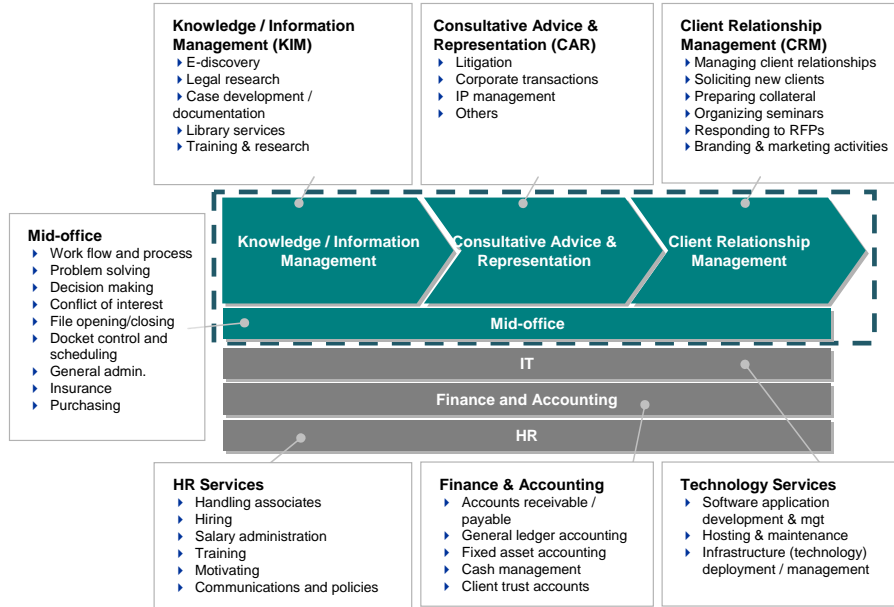 Knowledge / Information
Management (KIM)
E-discovery
Legal research
Case development /
documentation
Library services
Training & research
Consultative Advice &
Representation (CAR)
Litigation
Corporate transactions
IP management
Others
Client Relationship
Management (CRM)
Managing client relationships
Soliciting new clients
Preparing collateral
Organizing seminars
Responding to RFPs
Branding & marketing activities
Mid-office
Work flow and process
Problem solving
Decision making
Conflict of interest
File opening/closing
Docket control and
scheduling
General admin.
Insurance
Purchasing
Knowledge / Information
Management
Consultative Advice &
Representation
Client Relationship
Management
Mid-office
IT
Finance and Accounting
HR
HR Services
Handling associates
Hiring
Salary administration
Training
Motivating
Communications and policies
Finance & Accounting
Accounts receivable /
payable
General ledger accounting
Fixed asset accounting
Cash management
Client trust accounts
Technology Services
Software application
development & mgt
Hosting & maintenance
Infrastructure (technology)
deployment / management